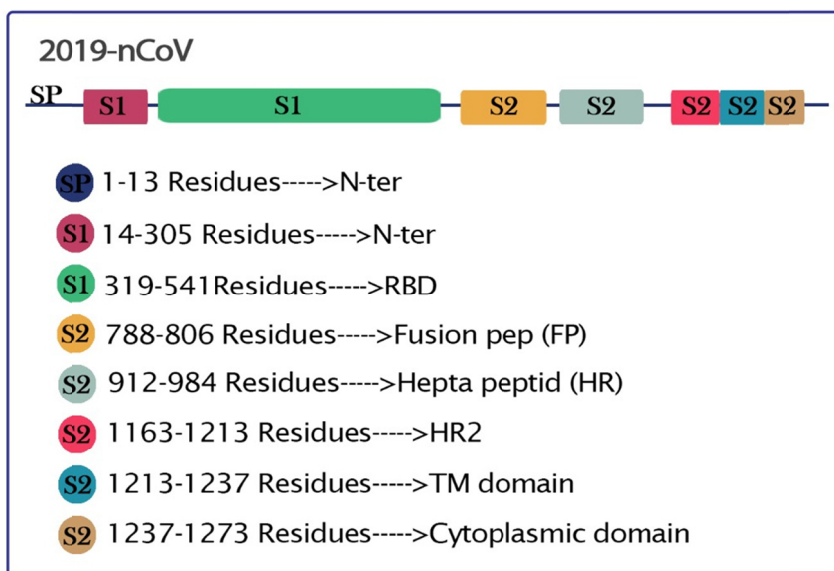 2019-nCoV
SP S1 S1 S2 S2 S2 S2 S2
SP 1-13 Residues----->N-ter
S1 14-305 Residues----->N-ter
S1 319-541Residues----->RBD
S2 788-806 Residues----->Fusion pep (FP)
S2 912-984 Residues----->Hepta peptid (HR)
S2 1163-1213 Residues----->HR2
S2 1213-1237 Residues----->TM domain
S2 1237-1273 Residues----->Cytoplasmic domain